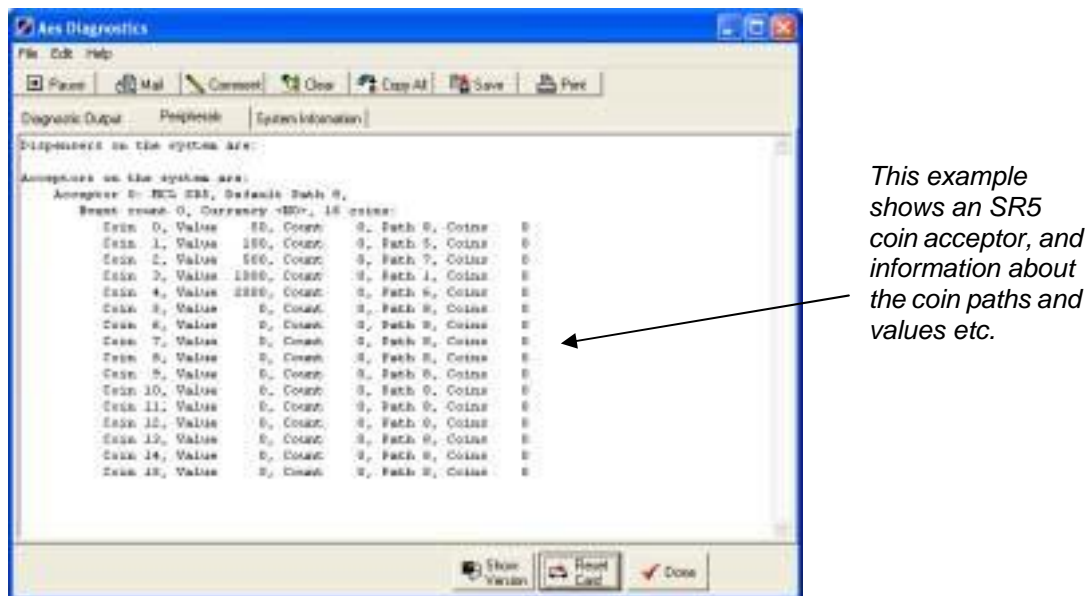 Aes Diagnostics
File Edit Help
Pause Mail Comment Clear Copy All Save Print
Diagnostic Output Peripherals System Information
Dispensers on the system are:
Acceptors on the system are:
Acceptor 0: SR5, Default Path 0,
Event count 0, Currency 16 coins:
Coin 0, Value Count 0, Path Coins 0
Coin 1, Value 100, Count 0, Path 5, Coins 0
Coin 2, Value 500, Count 0, Path 7, Coins 0
Coin 3, Value 1000, Count 0, Path 1, Coins 0
Coin 4, Value 2000, Count 0, Path 6, Coins 0
Coin 5, Value 0, Count 0, Path 0, Coins 0
Coin 6, Value 0, Count 0, Path 0, Coins 0
Coin 7, Value 0, Count 0, Path 0, Coins 0
Coin 8, Value 0, Count 0, Path 0, Coins 0
Coin 9, Value 0, Count 0, Path 0, Coins 0
Coin 10, Value 0, Count 0, Path 0, Coins 0
Coin 11, Value 0, Count 0, Path 0, Coins 0
Coin 12, Value 0, Count 0, Path 0, Coins 0
Coin 13, Value 0, Count 0, Path 0, Coins 0
Coin 14, Value 0, Count 0, Path 0, Coins 0
Coin 15, Value 0, Count 0, Path 0, Coins 0
Show Version Reset Card Done
This example
shows an SR5
coin acceptor, and
information about
the coin paths and
values etc.